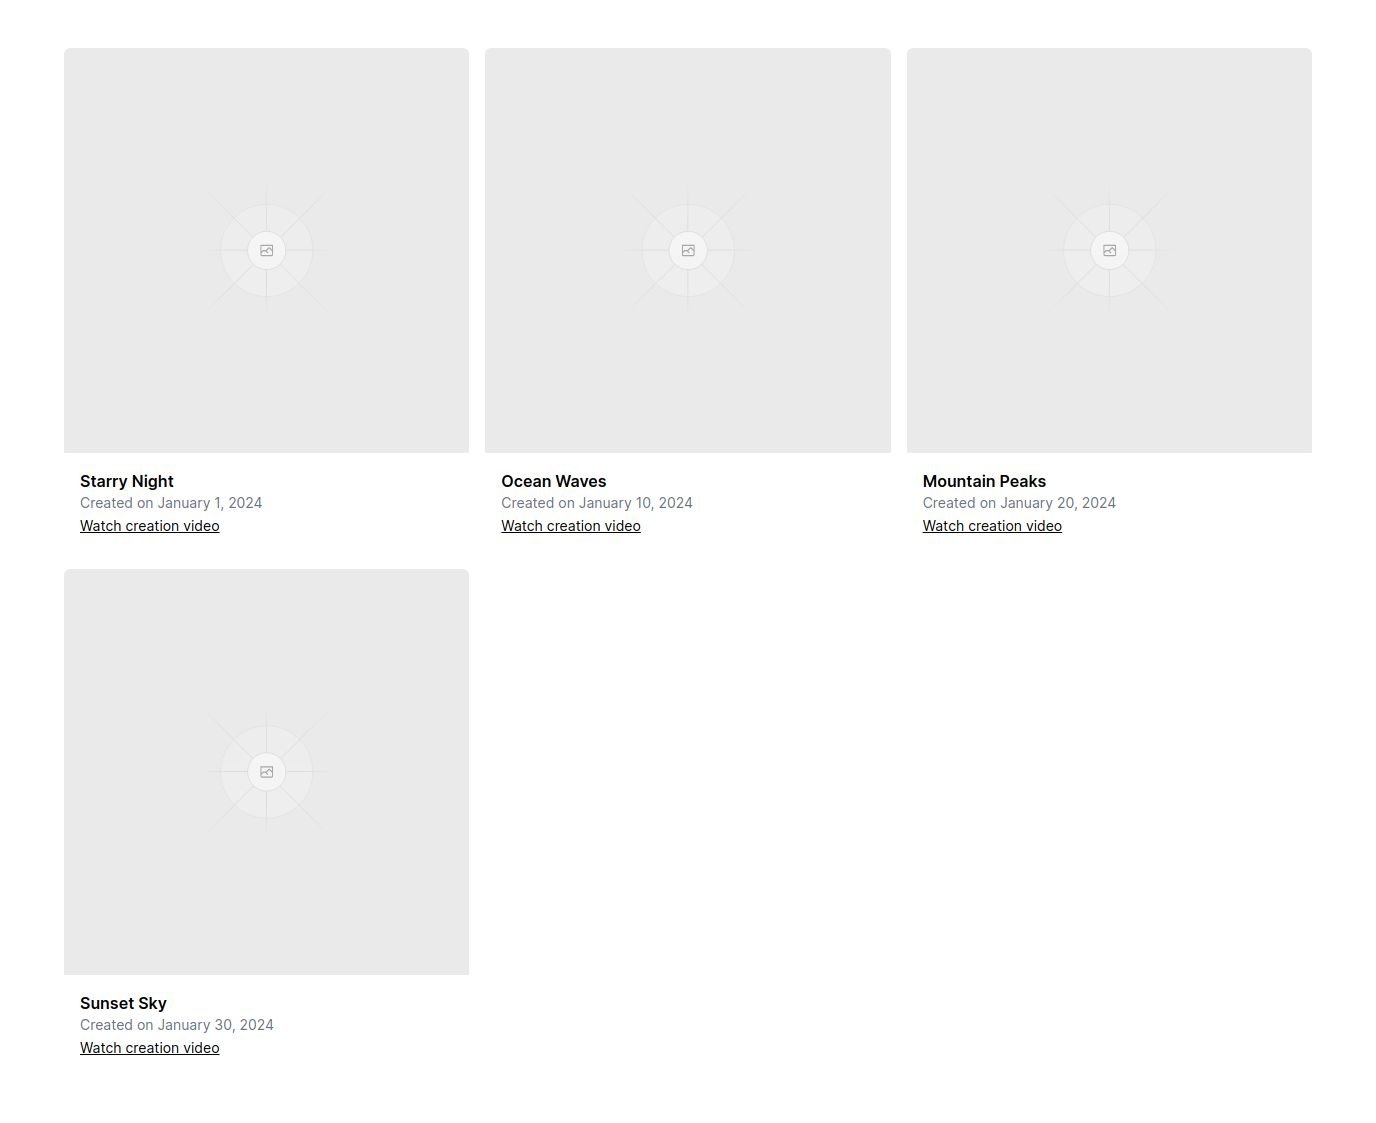 Starry Night
Created on January 1, 2024
Watch creation video
Ocean Waves
Created on January 10, 2024
Watch creation video
Mountain Peaks
Created on January 20, 2024
Watch creation video
Sunset Sky
Created on January 30, 2024
Watch creation video